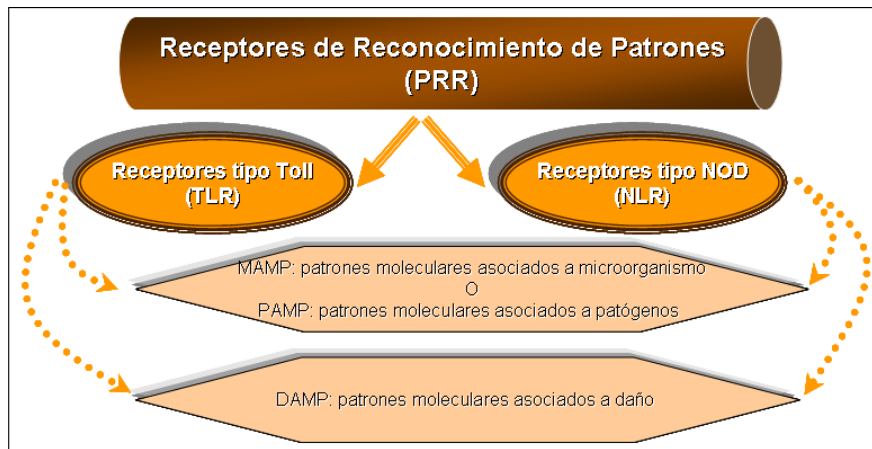 Receptores de Reconocimiento de Patrones
(PRR)
Receptores tipo Toll
(TLR)
Receptores tipo NOD
(NLR)
MAMP: patrones moleculares asociados a microorganismo
O
PAMP: patrones moleculares asociados a patógenos
DAMP: patrones moleculares asociados a daño